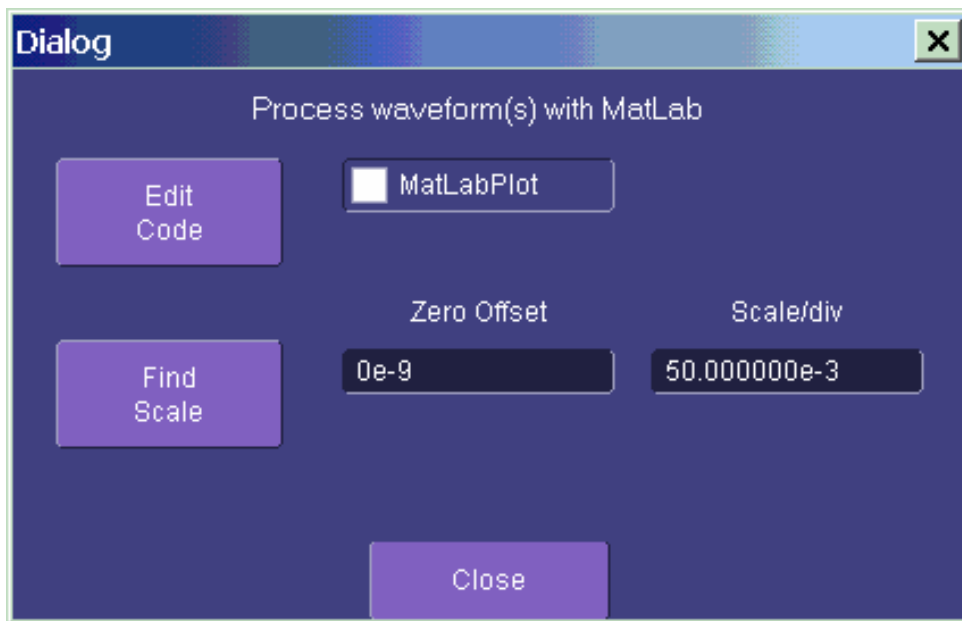 Dialog
Process waveform(s) with MatLab
Edit
Code
MatLabPlot
Zero Offset
Scale/div
Find
Scale
0e-9
50.000000e-3
Close